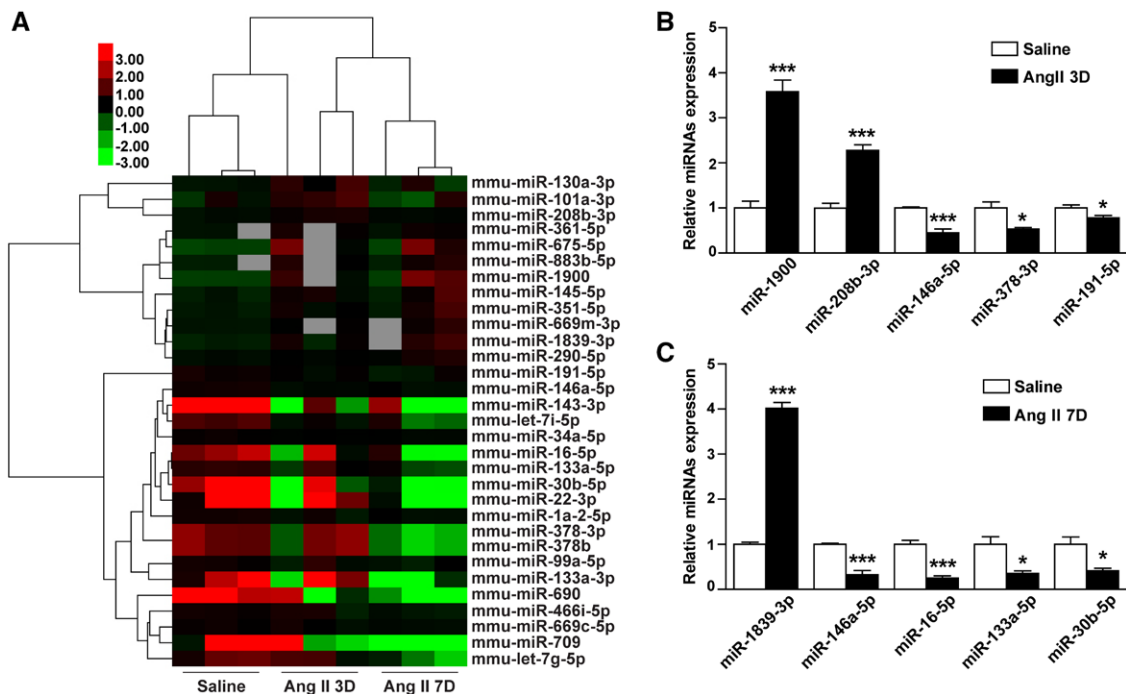 A
3.00
2.00
1.00
0.00
-1.00
-2.00
-3.00
mmu-miR-130a-3p
mmu-miR-101a-3p
mmu-miR-208b-3p
mmu-miR-361-5p
mmu-miR-675-5p
mmu-miR-883b-5p
mmu-miR-1900
mmu-miR-145-5p
mmu-miR-351-5p
mmu-miR-669m-3p
mmu-miR-1839-3p
mmu-miR-290-5p
mmu-miR-191-5p
mmu-miR-146a-5p
mmu-miR-143-3p
mmu-let-7i-5p
mmu-miR-34a-5p
mmu-miR-16-5p
mmu-miR-133a-5p
mmu-miR-30b-5p
mmu-miR-22-3p
mmu-miR-1a-2-5p
mmu-miR-378-3p
mmu-miR-378b
mmu-miR-99a-5p
mmu-miR-133a-3p
mmu-miR-690
mmu-miR-466i-5p
mmu-miR-669c-5p
mmu-miR-709
mmu-let-7g-5p
Saline Ang II 3D Ang II 7D
B
Relative miRNAs expression
5
4
3
2
1
0
Saline
AngII 3D
***
***
***
*
*
miR-1900
miR-208b-3p
miR-146a-5p
miR-378-3p
miR-191-5p
C
Relative miRNAs expression
5
4
3
2
1
0
Saline
Ang II 7D
***
***
***
*
*
miR-1839-3p
miR-146a-5p
miR-16-5p
miR-133a-5p
miR-30b-5p